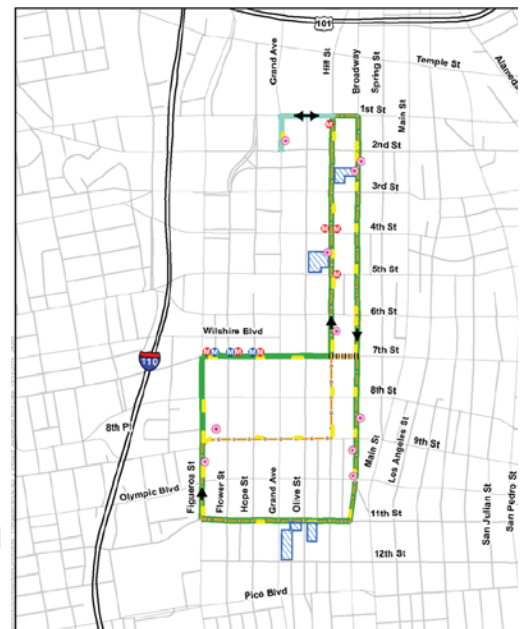 101
Grand Ave
Hill St
Broadway
Spring St
Temple St
Alameda
1st St
Main St
2nd St
3rd St
M
4th St
M
M
5th St
M
6th St
Wilshire Blvd
7th St
M
M
M
M
M
M
110
8th St
8th Pl
9th St
Main St
Los Angeles St
Olympic Blvd
Figueroa St
Flower St
Hope St
Grand Ave
Olive St
11th St
San Julian St
San Pedro St
12th St
Pico Blvd